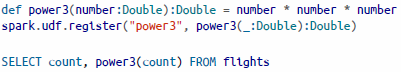 def power3(number:Double):Double = number * number * number
spark.udf.register("power3", power3(_:Double):Double)
SELECT count, power3(count) FROM flights